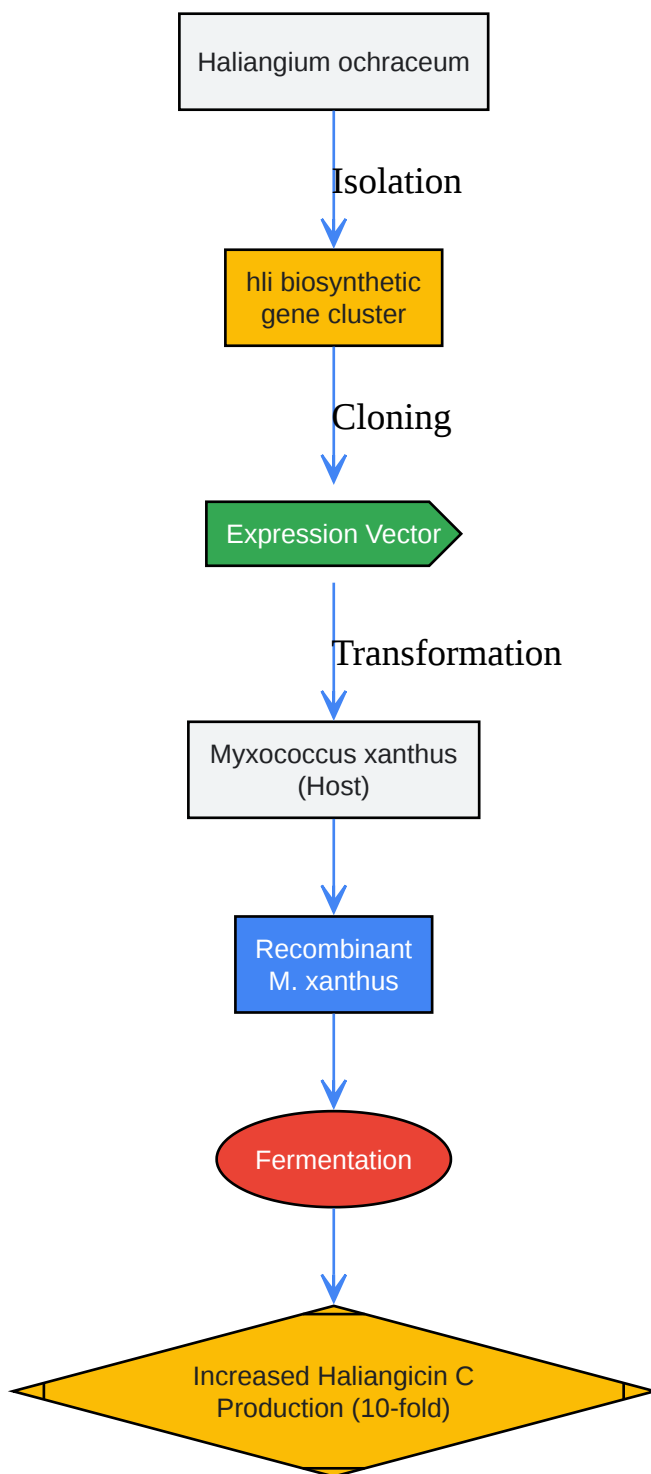 Haliangium ochraceum
Isolation
hli biosynthetic
gene cluster
Cloning
Expression Vector
Transformation
Myxococcus xanthus
(Host)
Recombinant
M. xanthus
Fermentation
Increased Haliangicin C
Production (10-fold)